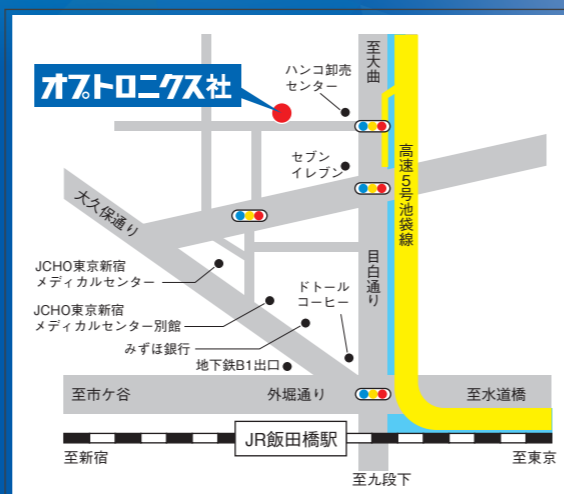 至大曲
ハンコ卸売
センター
オプトロニクス社
セブン
イレブン
高速5号池袋線
大久保通り
目白通り
JCHO東京新宿
メディカルセンター
ドトール
コーヒー
JCHO東京新宿
メディカルセンター別館
みずほ銀行
地下鉄B1出口
至市ケ谷
外堀通り
至水道橋
JR飯田橋駅
至新宿
至東京
至九段下